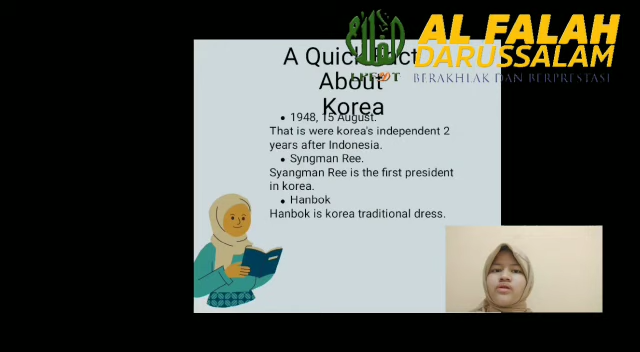 AL FALAH
DARUSSALAM
BERAKHLAK DAN BERPRESTASI
A Quick Fact
About
Korea
• 1948, 15 August.
That is were korea's independent 2
years after Indonesia.
• Syngman Ree.
Syangman Ree is the first president
in korea.
• Hanbok
Hanbok is korea traditional dress.